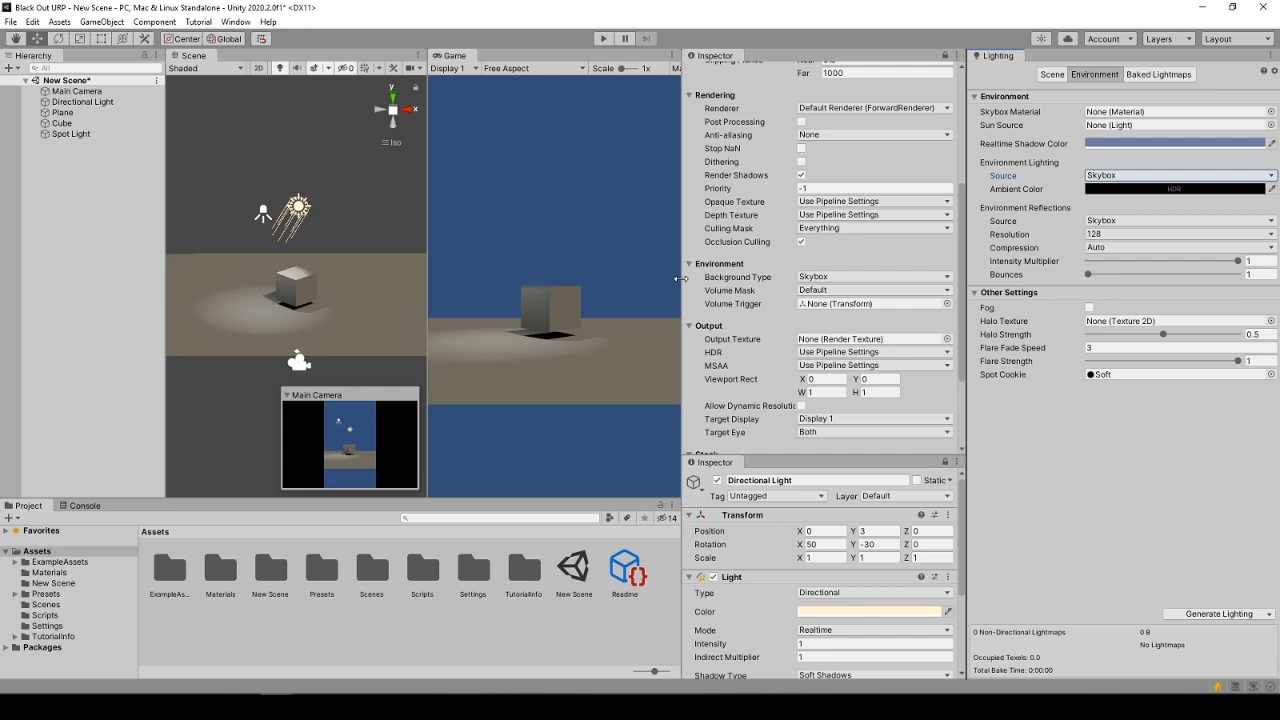 Black Out URP - New Scene - PC, Mac & Linux Standalone - Unity 2020.2.0f1* <DX11>
File Edit Assets GameObject Component Tutorial Window Help
Center Global Account Layers Layout
Hierarchy
All
New Scene*
Main Camera
Directional Light
Plane
Cube
Spot Light
Scene
Shaded 2D 0
y
x
Iso
Main Camera
Game
Display 1 Free Aspect Scale 1x Ma
Inspector
Far 1000
Rendering
Renderer Default Renderer (ForwardRenderer)
Post Processing
Anti-aliasing None
Stop NaN
Dithering
Render Shadows
Priority -1
Opaque Texture Use Pipeline Settings
Depth Texture Use Pipeline Settings
Culling Mask Everything
Occlusion Culling
Environment
Background Type Skybox
Volume Mask Default
Volume Trigger None (Transform)
Output
Output Texture None (Render Texture)
HDR Use Pipeline Settings
MSAA Use Pipeline Settings
Viewport Rect X 0 Y 0
W 1 H 1
Allow Dynamic Resolutic
Target Display Display 1
Target Eye Both
Inspector
Directional Light Static
Tag Untagged Layer Default
Transform
Position X 0 Y 3 Z 0
Rotation X 50 Y -30 Z 0
Scale X 1 Y 1 Z 1
Light
Type Directional
Color
Mode Realtime
Intensity 1
Indirect Multiplier 1
Shadow Type Soft Shadows
Lighting
Scene Environment Baked Lightmaps
Environment
Skybox Material None (Material)
Sun Source None (Light)
Realtime Shadow Color
Environment Lighting
Source Skybox
Ambient Color HDR
Environment Reflections
Source Skybox
Resolution 128
Compression Auto
Intensity Multiplier 1
Bounces 1
Other Settings
Fog
Halo Texture None (Texture 2D)
Halo Strength 0.5
Flare Fade Speed 3
Flare Strength 1
Spot Cookie Soft
Generate Lighting
0 Non-Directional Lightmaps 0 B
No Lightmaps
Occupied Texels: 0.0
Total Bake Time: 0:00:00
Project Console
14
Favorites
Assets
ExampleAssets
Materials
New Scene
Presets
Scenes
Scripts
Settings
TutorialInfo
Packages
Assets
ExampleAs... Materials New Scene Presets Scenes Scripts Settings TutorialInfo New Scene Readme